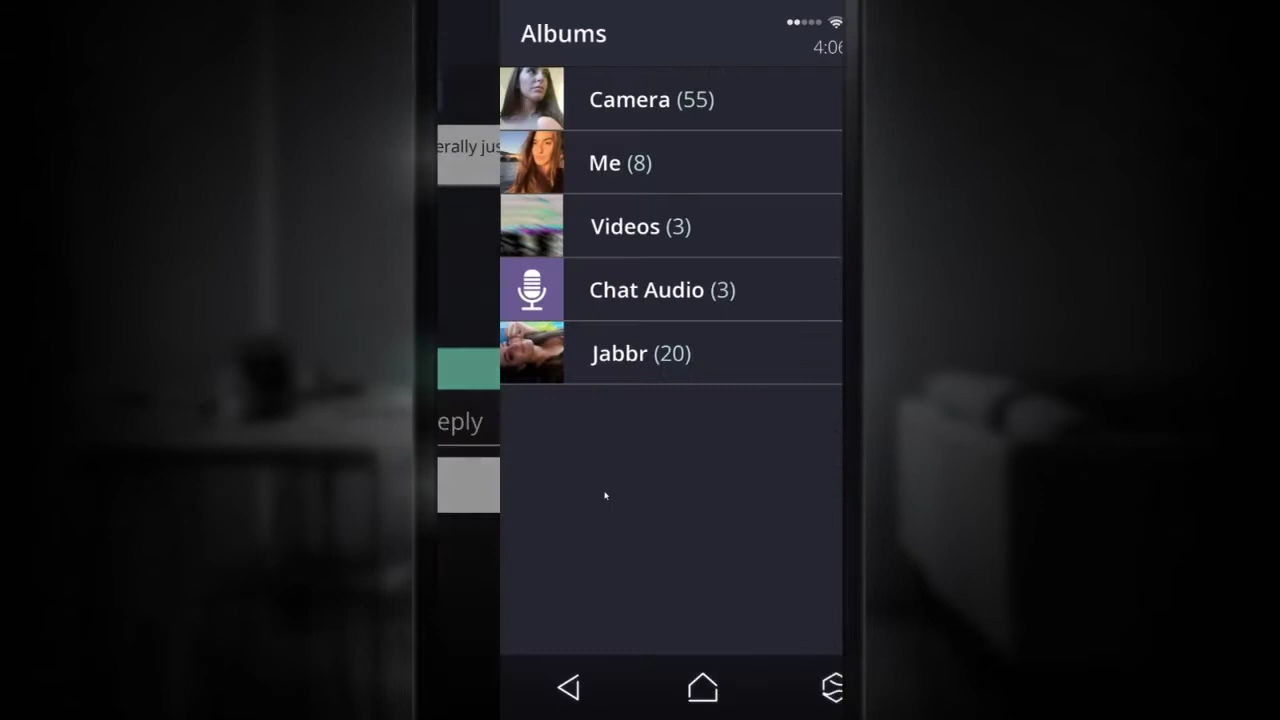 Albums
4:06
Camera (55)
Me (8)
erally jus
Videos (3)
Chat Audio (3)
Jabbr (20)
eply